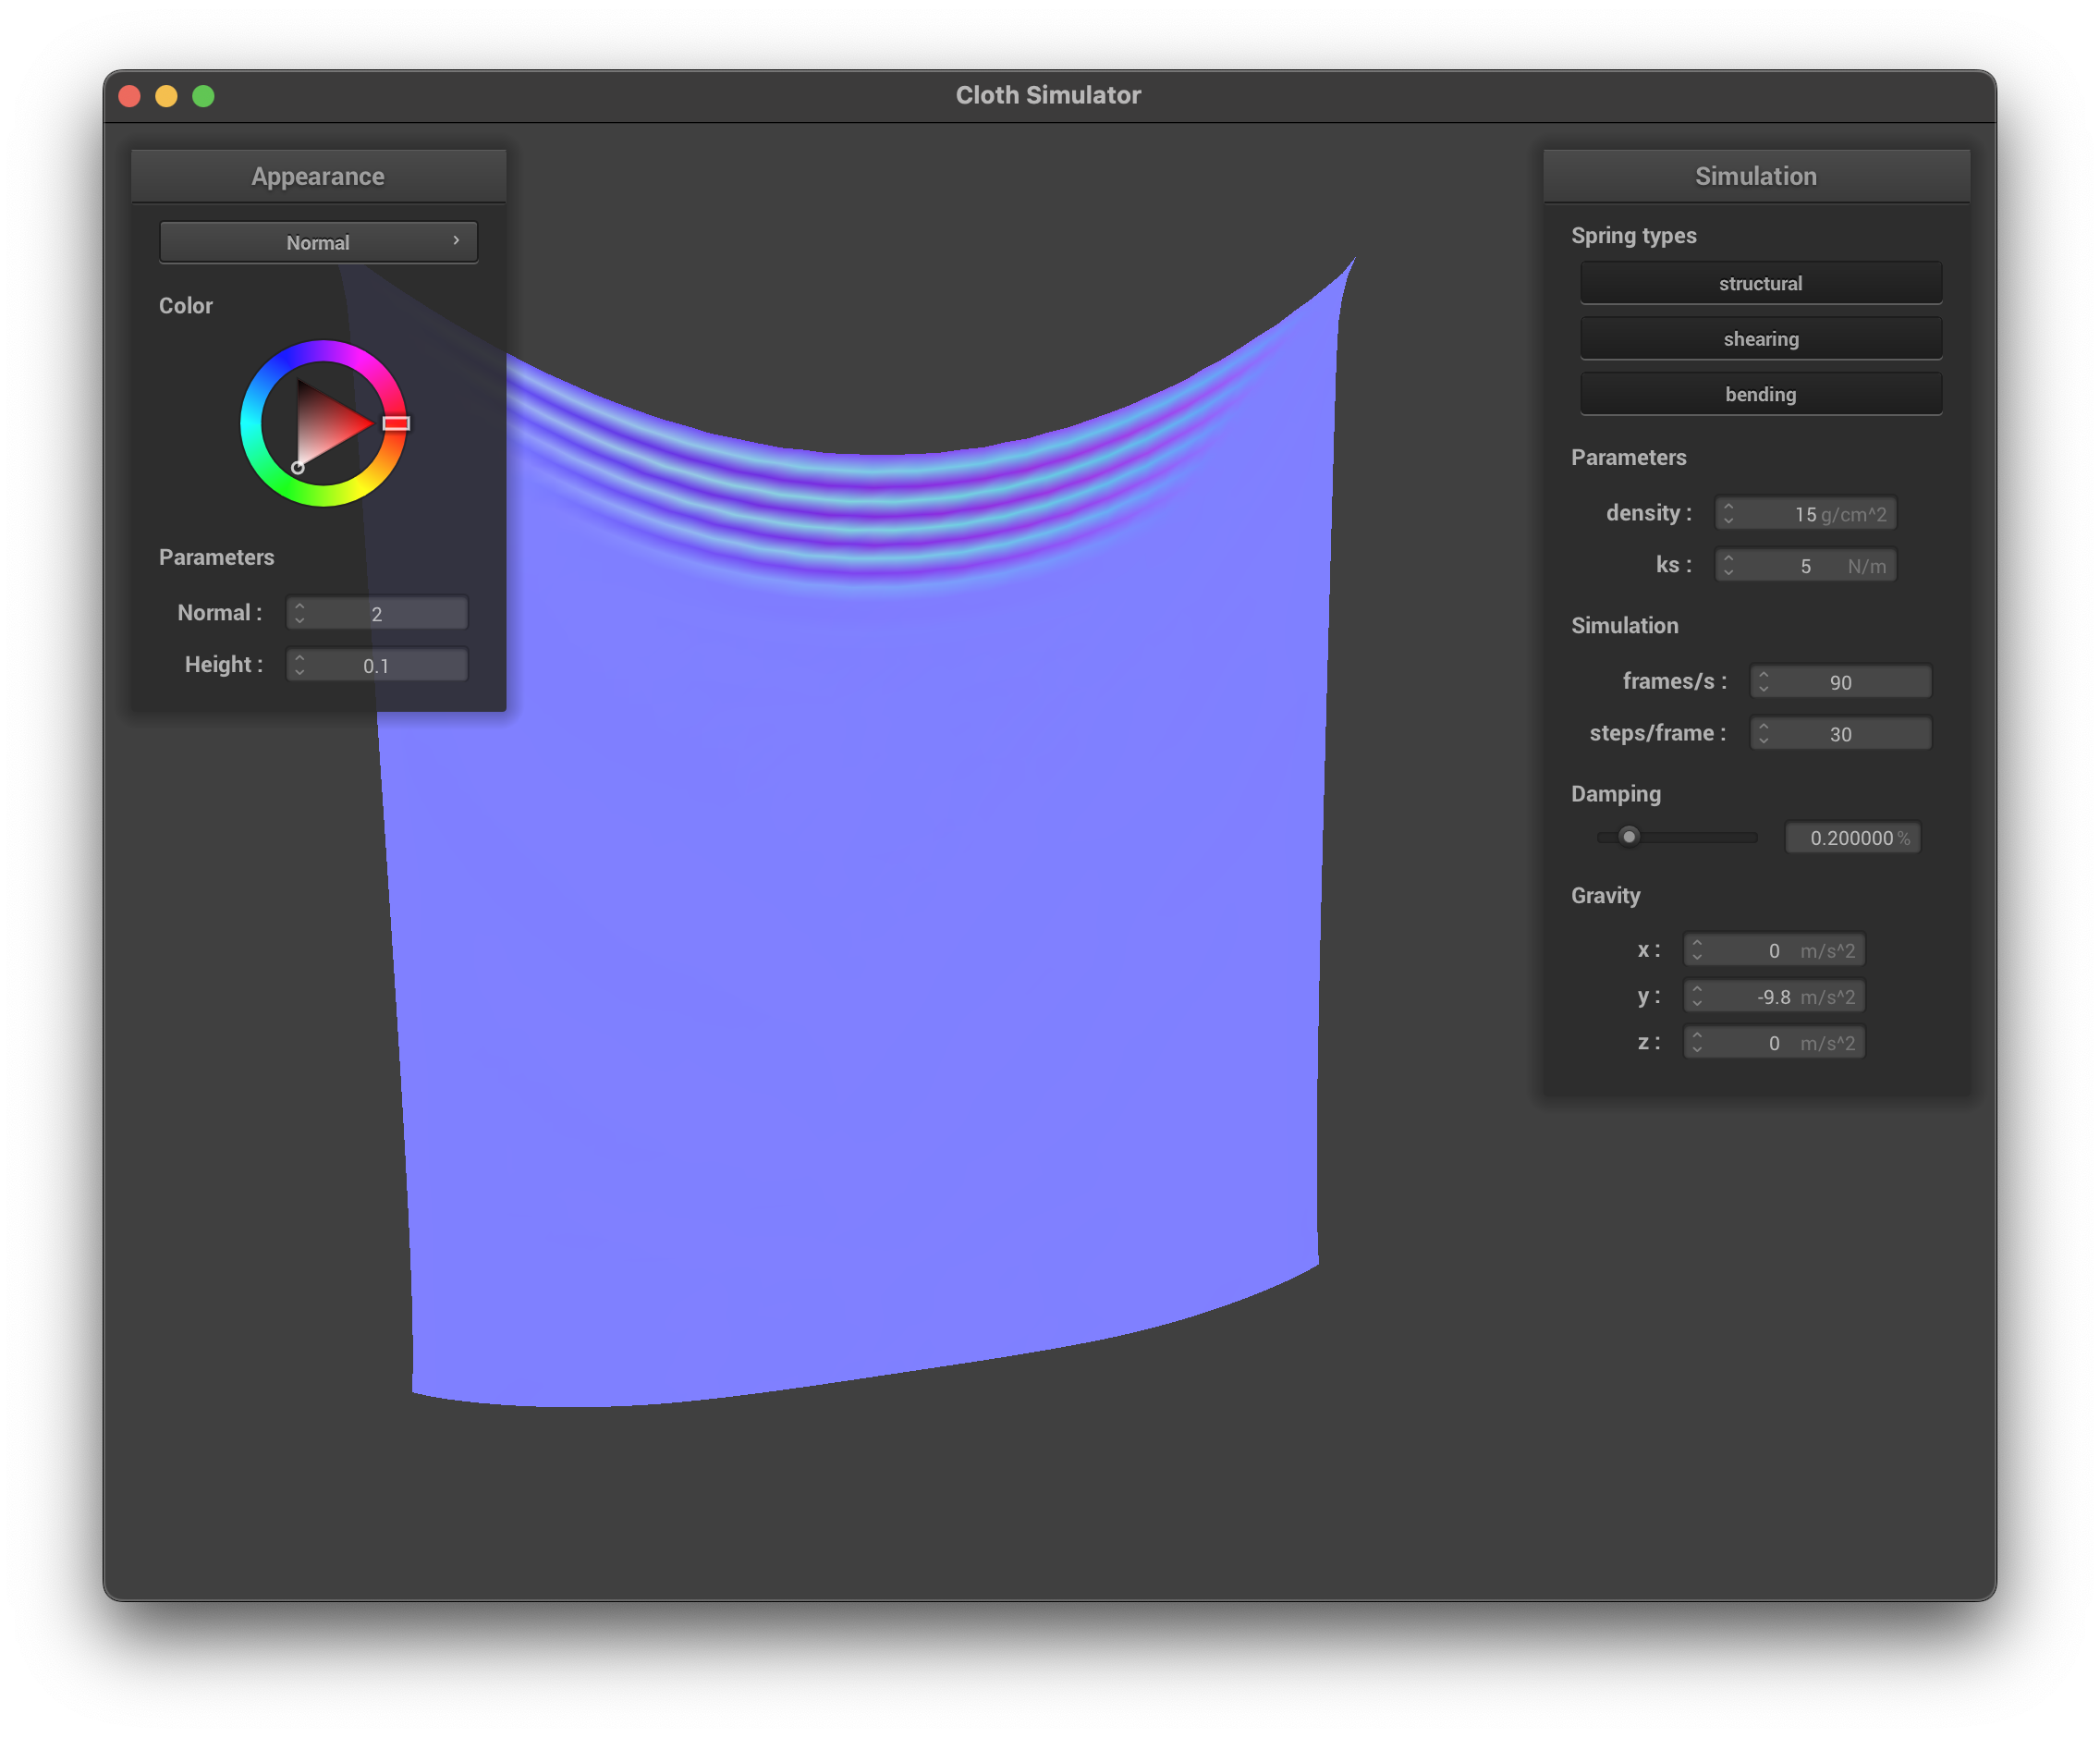 Cloth Simulator
Appearance
Normal
Color
Parameters
Normal : 2
Height : 0.1
Simulation
Spring types
structural
shearing
bending
Parameters
density : 15 g/cm^2
ks : 5 N/m
Simulation
frames/s : 90
steps/frame : 30
Damping
0.200000 %
Gravity
x : 0 m/s^2
y : -9.8 m/s^2
z : 0 m/s^2